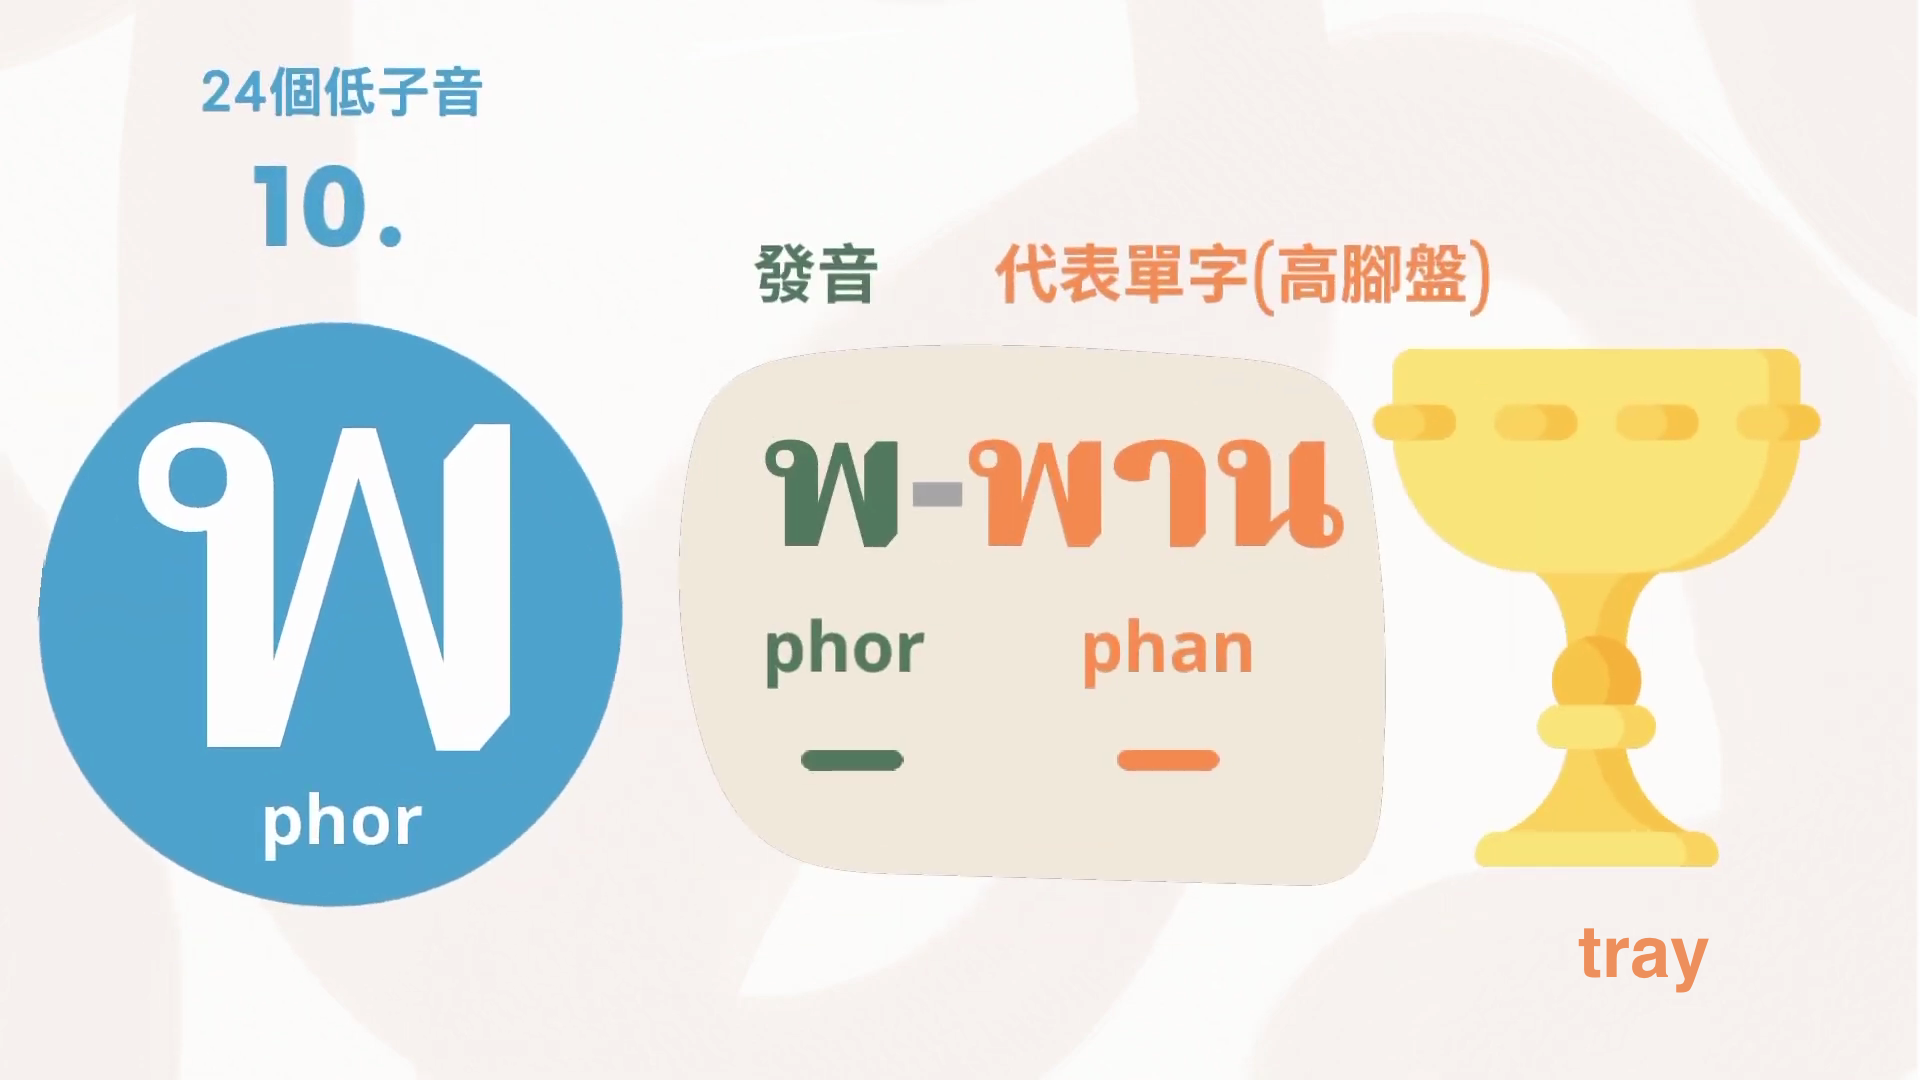 24個低子音
10.
พ
phor
發音 代表單字(高腳盤)
พ-พาน
phor phan
tray